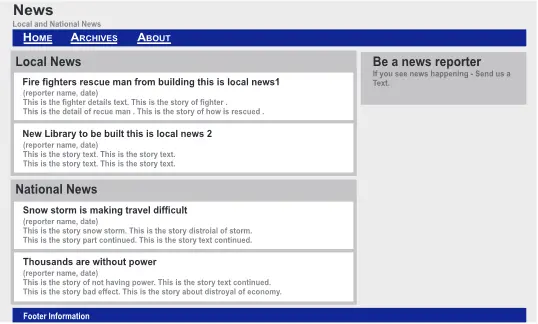 News
Local and National News
HOME ARCHIVES ABOUT
Local News
Fire fighters rescue man from building this is local news1
(reporter name, date)
This is the fighter details text. This is the story of fighter .
This is the detail of recue man . This is the story of how is rescued .
New Library to be built this is local news 2
(reporter name, date)
This is the story text. This is the story text.
This is the story text. This is the story text.
National News
Snow storm is making travel difficult
(reporter name, date)
This is the story snow storm. This is the story distroial of storm.
This is the story part continued. This is the story text continued.
Thousands are without power
(reporter name, date)
This is the story of not having power. This is the story text continued.
This is the story bad effect. This is the story about distroyal of economy.
Be a news reporter
If you see news happening - Send us a
Text.
Footer Information